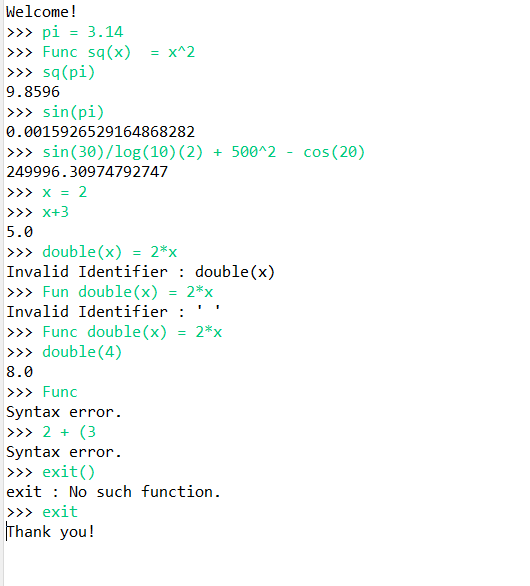 Welcome!
>>> pi = 3.14
>>> Func sq(x)  = x^2
>>> sq(pi)
9.8596
>>> sin(pi)
0.0015926529164868282
>>> sin(30)/log(10)(2) + 500^2 - cos(20)
249996.30974792747
>>> x = 2
>>> x+3
5.0
>>> double(x) = 2*x
Invalid Identifier : double(x)
>>> Fun double(x) = 2*x
Invalid Identifier : ' '
>>> Func double(x) = 2*x
>>> double(4)
8.0
>>> Func
Syntax error.
>>> 2 + (3
Syntax error.
>>> exit()
exit : No such function.
>>> exit
Thank you!